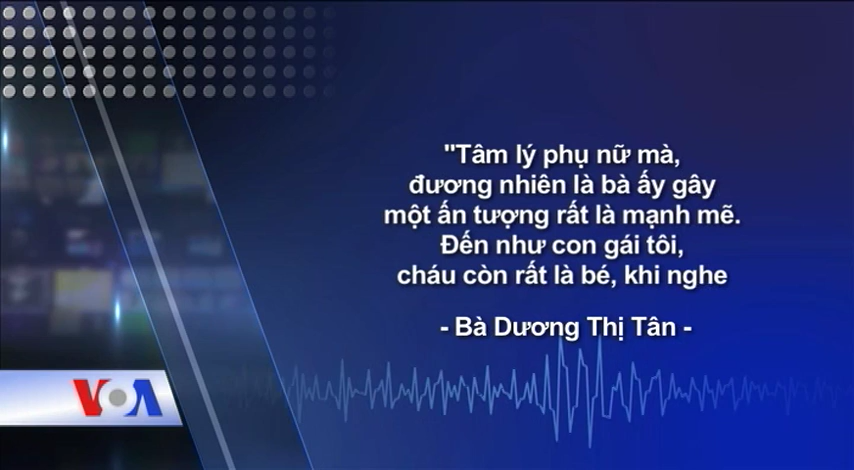 "Tâm lý phụ nữ mà,
đương nhiên là bà ấy gây
một ấn tượng rất là mạnh mẽ.
Đến như con gái tôi,
cháu còn rất là bé, khi nghe
- Bà Dương Thị Tân -
VOA